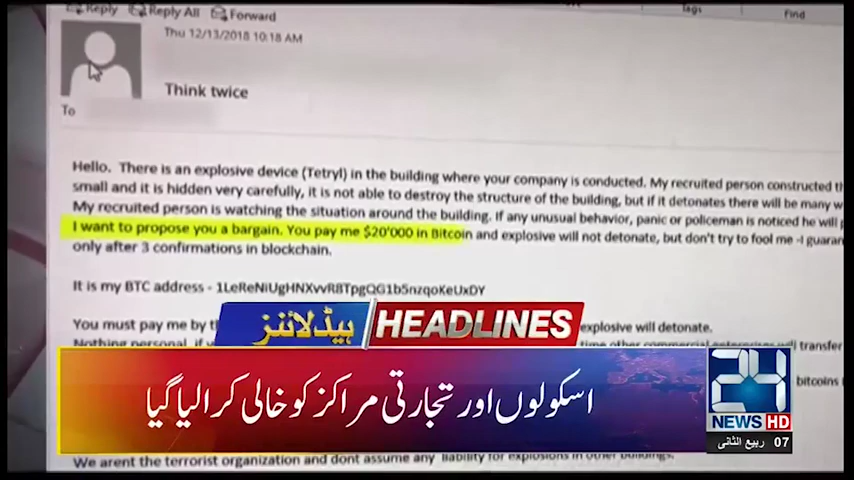 Reply Reply All Forward
Tags
Find
Thu 12/13/2018 10:18 AM
Think twice
To
Hello. There is an explosive device (Tetryl) in the building where your company is conducted. My recruited person constructed
small and it is hidden very carefully, it is not able to destroy the structure of the building, but if it detonates there will be many
My recruited person is watching the situation around the building. If any unusual behavior, panic or policeman is noticed he will
I want to propose you a bargain. You pay me $20'000 in Bitcoin and explosive will not detonate, but don't try to fool me -I
only after 3 confirmations in blockchain.
It is my BTC address - 1LeReNiUgHNXvvR8TpgQG1b5nzqoKeUxDY
You must pay me by explosive will detonate.
Nothing personal, if time other commercial will transfer
bitcoins
ہیڈلائنز HEADLINES
اسکولوں اور تجارتی مراکز کو خالی کرالیا گیا
24
NEWS HD
07 ربیع الثانی
We arent the terrorist organization and dont assume any liability for explosions in other buildings.